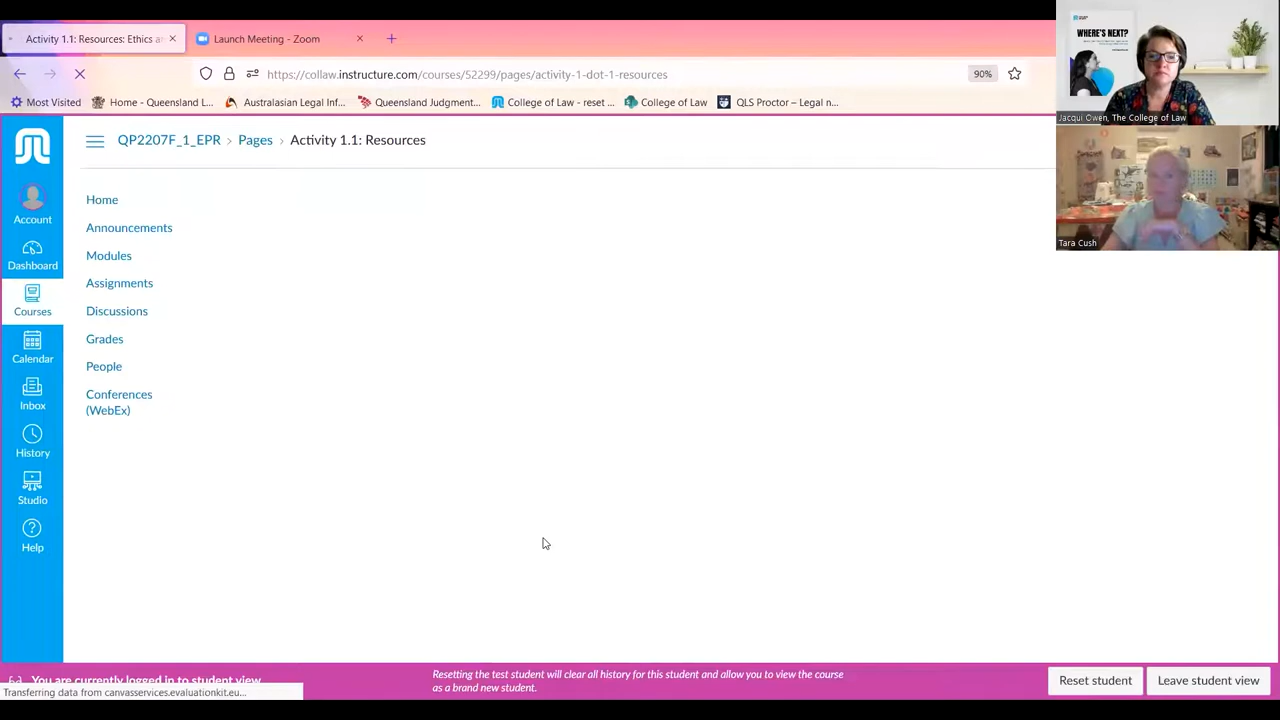 Activity 1.1: Resources: Ethics a
Launch Meeting - Zoom
https://collaw.instructure.com/courses/52299/pages/activity-1-dot-1-resources
90%
Most Visited
Home - Queensland L...
Australasian Legal Inf...
Queensland Judgment...
College of Law - reset ...
College of Law
QLS Proctor – Legal n...
WHERE'S NEXT?
Jacqui Owen, The College of Law
Tara Cush
QP2207F_1_EPR > Pages > Activity 1.1: Resources
Account
Dashboard
Courses
Calendar
Inbox
History
Studio
Help
Home
Announcements
Modules
Assignments
Discussions
Grades
People
Conferences
(WebEx)
You are currently logged in to student view
Transferring data from canvasservices.evaluationkit.eu...
Resetting the test student will clear all history for this student and allow you to view the course
as a brand new student.
Reset student
Leave student view